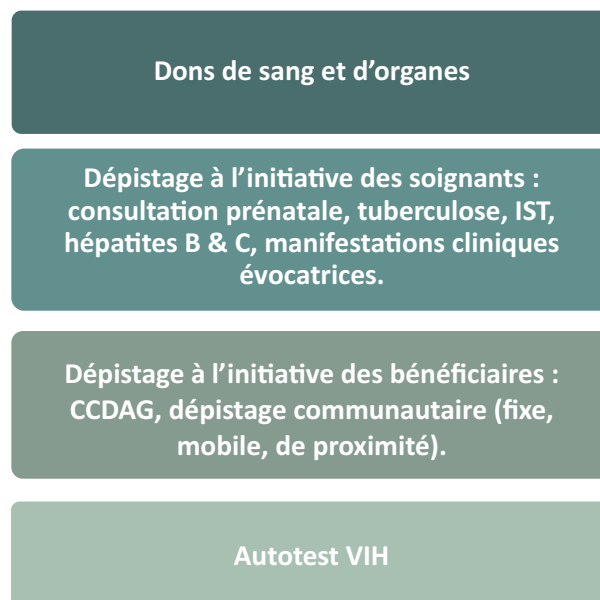 Dons de sang et d’organes
Dépistage à l’initiative des soignants :
consultation prénatale, tuberculose, IST,
hépatites B & C, manifestations cliniques
évocatrices.
Dépistage à l’initiative des bénéficiaires :
CCDAG, dépistage communautaire (fixe,
mobile, de proximité).
Autotest VIH